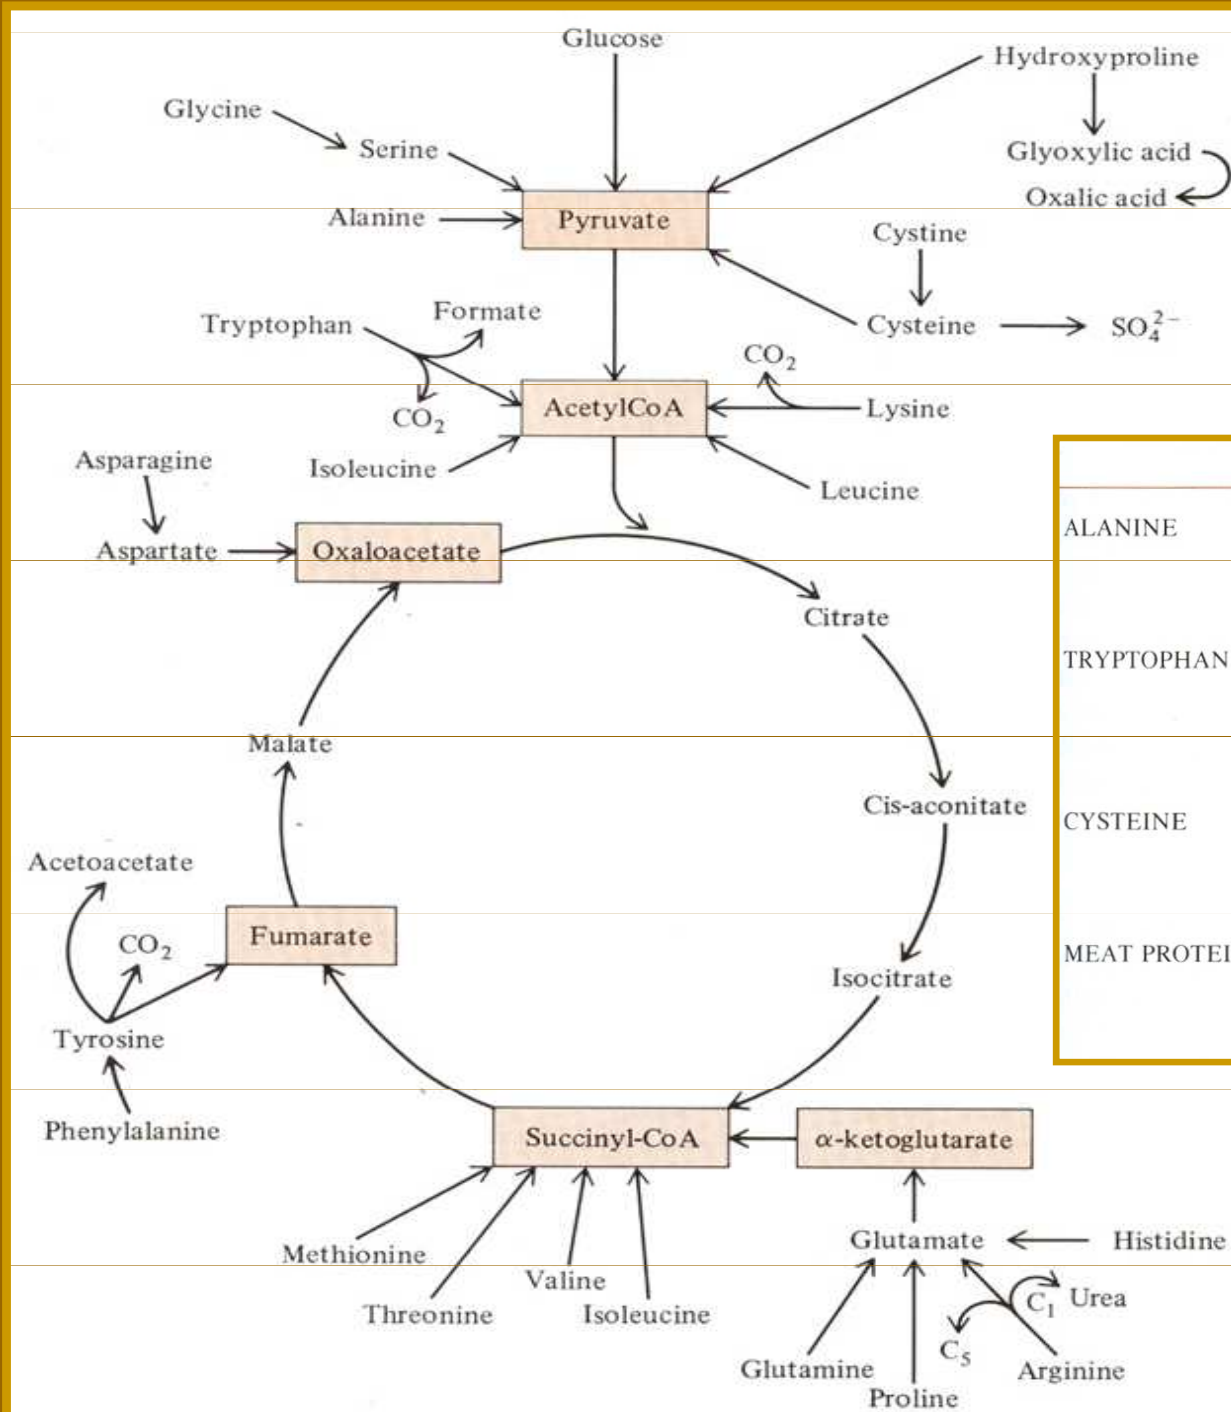 Glucose
Hydroxyproline
Glycine
Serine
Glyoxylic acid
Oxalic acid
Alanine
Pyruvate
Cystine
Tryptophan
Formate
Cysteine
SO₄²⁻
CO₂
CO₂
AcetylCoA
Lysine
Isoleucine
Leucine
Asparagine
Aspartate
Oxaloacetate
Citrate
Malate
Cis-aconitate
Acetoacetate
CO₂
Fumarate
Isocitrate
Tyrosine
Phenylalanine
Succinyl-CoA
α-ketoglutarate
Methionine
Threonine
Valine
Isoleucine
Glutamate
Histidine
C₁
Urea
C₅
Glutamine
Proline
Arginine
ALANINE
TRYPTOPHAN
CYSTEINE
MEAT PROTEI